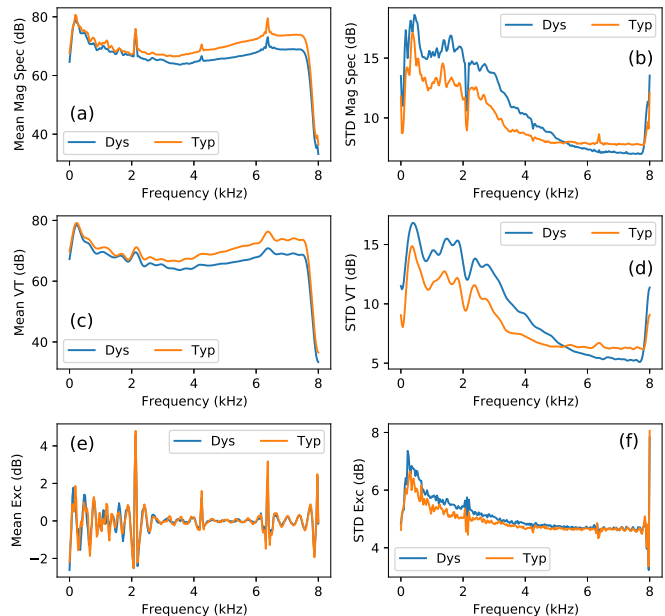 Mean Mag Spec (dB)
80
60
40
(a)
Dys
Typ
0
2
4
6
8
Frequency (kHz)
STD Mag Spec (dB)
15
10
Dys
Typ
(b)
0
2
4
6
8
Frequency (kHz)
Mean VT (dB)
80
60
40
(c)
Dys
Typ
0
2
4
6
8
Frequency (kHz)
STD VT (dB)
15
10
5
Dys
Typ
(d)
0
2
4
6
8
Frequency (kHz)
Mean Exc (dB)
4
2
0
−2
(e)
Dys
Typ
0
2
4
6
8
Frequency (kHz)
STD Exc (dB)
8
6
4
(f)
Dys
Typ
0
2
4
6
8
Frequency (kHz)